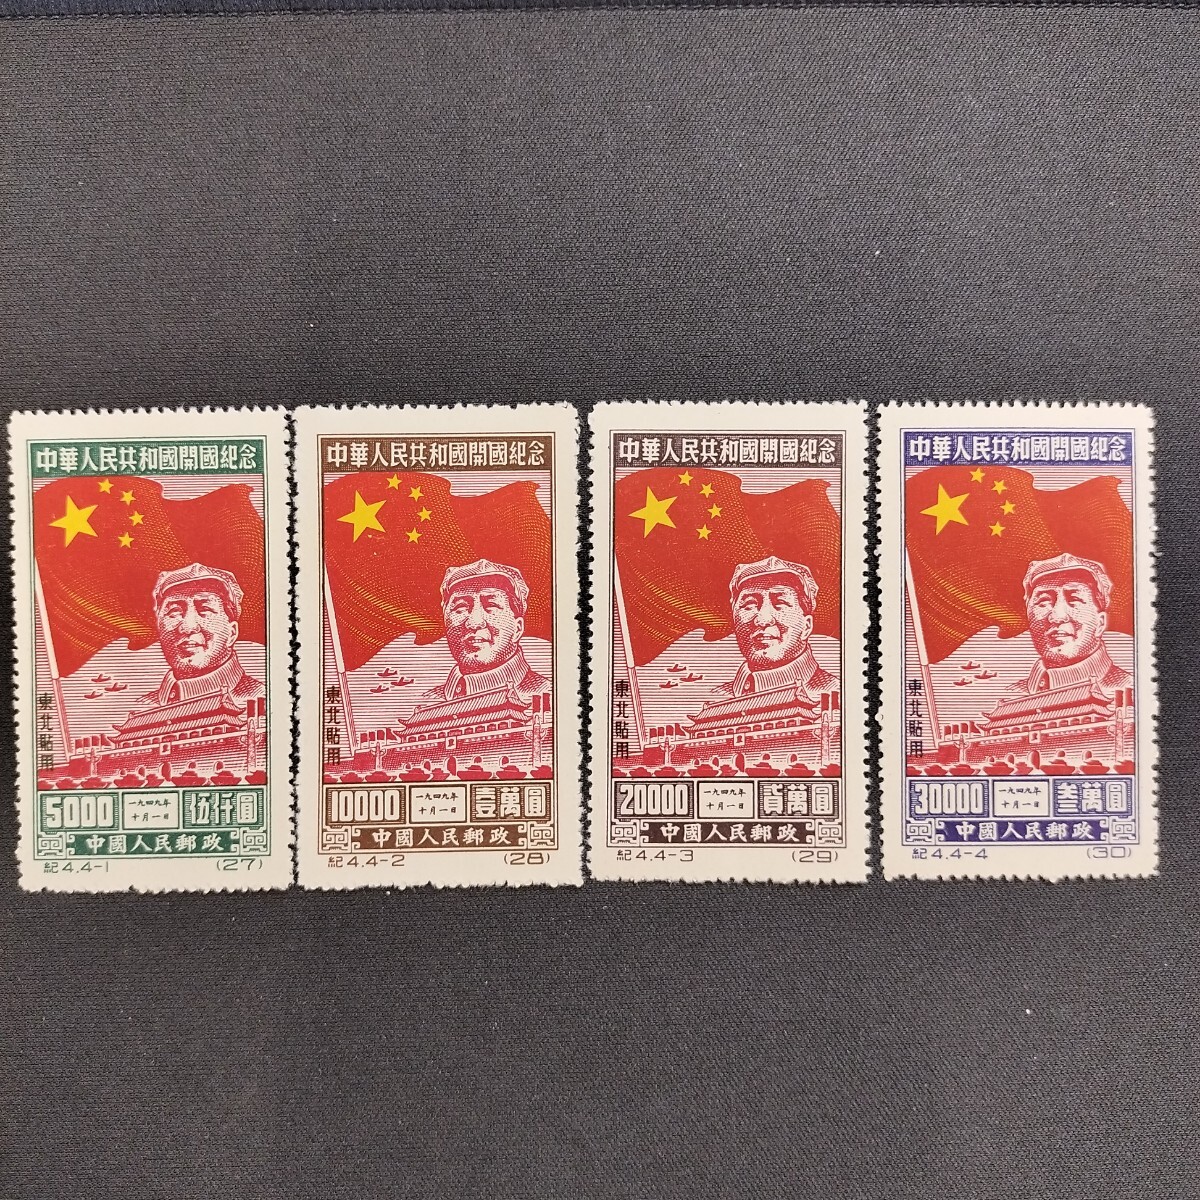 中華人民共和國開國紀念
東北貼用
5000 一九四九年十月一日 伍仟圓
中國人民郵政
紀4.4-1 (27)
中華人民共和國開國紀念
東北貼用
10000 一九四九年十月一日 壹萬圓
中國人民郵政
紀4.4-2 (28)
中華人民共和國開國紀念
東北貼用
20000 一九四九年十月一日 貳萬圓
中國人民郵政
紀4.4-3 (29)
中華人民共和國開國紀念
東北貼用
30000 一九四九年十月一日 叁萬圓
中國人民郵政
紀4.4-4 (30)